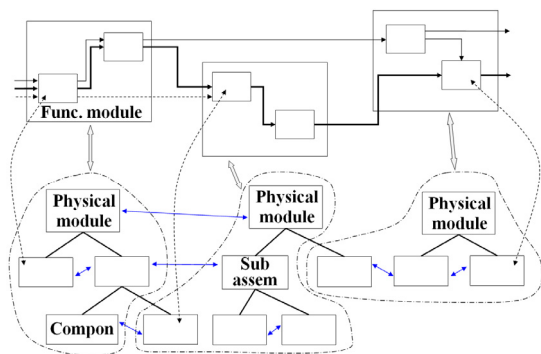 Func. module
Physical
module
Physical
module
Physical
module
Sub
assem
Compon